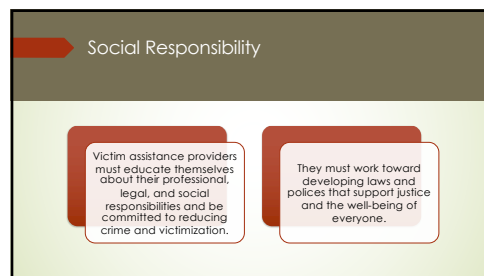 Social Responsibility
Victim assistance providers
must educate themselves
about their professional,
legal, and social
responsibilities and be
committed to reducing
crime and victimization.
They must work toward
developing laws and
polices that support justice
and the well-being of
everyone.